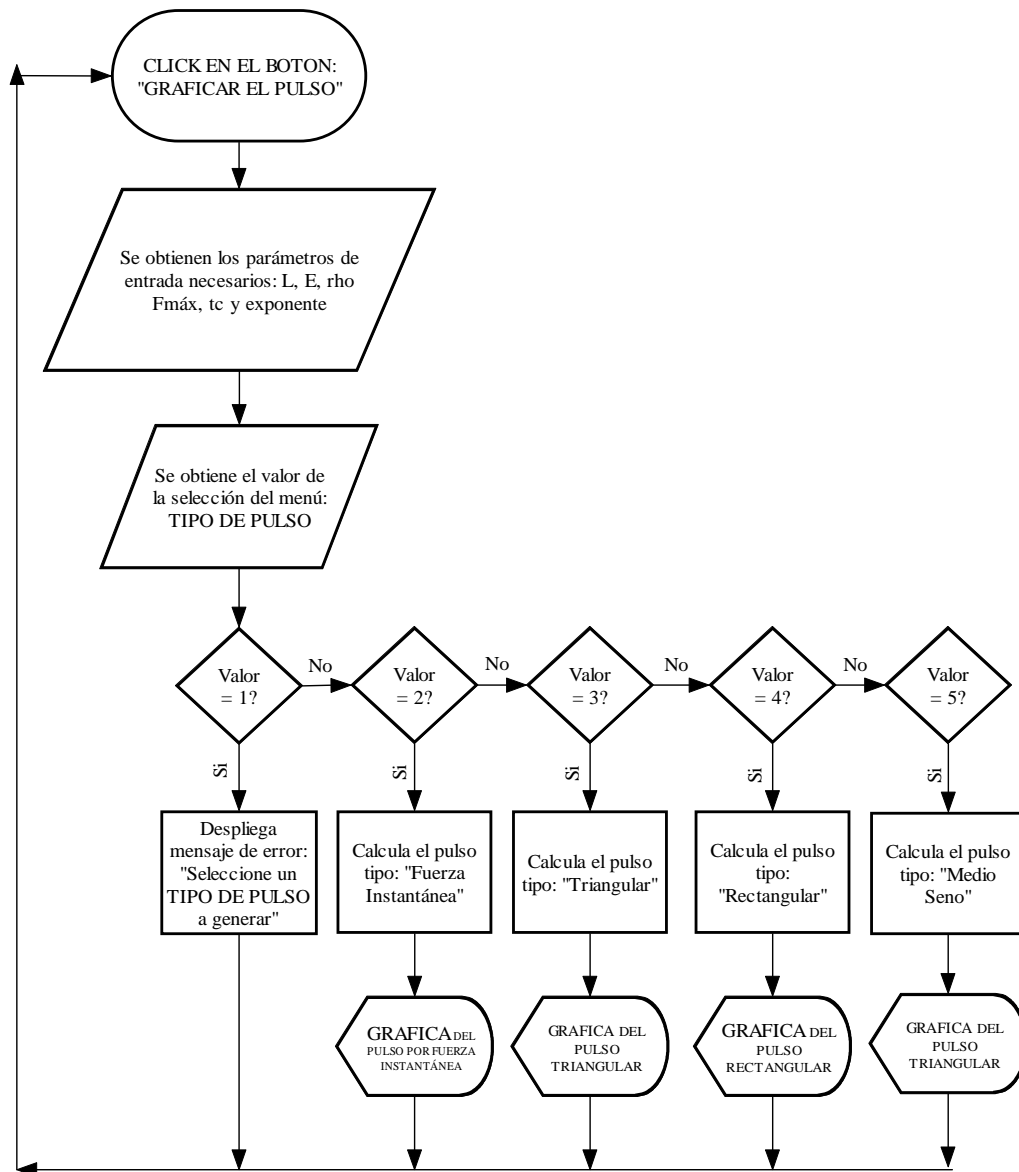 CLICK EN EL BOTON:
"GRAFICAR EL PULSO"
Se obtienen los parámetros de
entrada necesarios: L, E, rho
Fmáx, tc y exponente
Se obtiene el valor de
la selección del menú:
TIPO DE PULSO
Valor
= 1?
No
Valor
= 2?
No
Valor
= 3?
No
Valor
= 4?
No
Valor
= 5?
Si
Si
Si
Si
Si
Despliega
mensaje de error:
"Seleccione un
TIPO DE PULSO
a generar"
Calcula el pulso
tipo: "Fuerza
Instantánea"
Calcula el pulso
tipo: "Triangular"
Calcula el pulso
tipo:
"Rectangular"
Calcula el pulso
tipo: "Medio
Seno"
GRAFICA DEL
PULSO POR FUERZA
INSTANTÁNEA
GRAFICA DEL
PULSO
TRIANGULAR
GRAFICA DEL
PULSO
RECTANGULAR
GRAFICA DEL
PULSO
TRIANGULAR